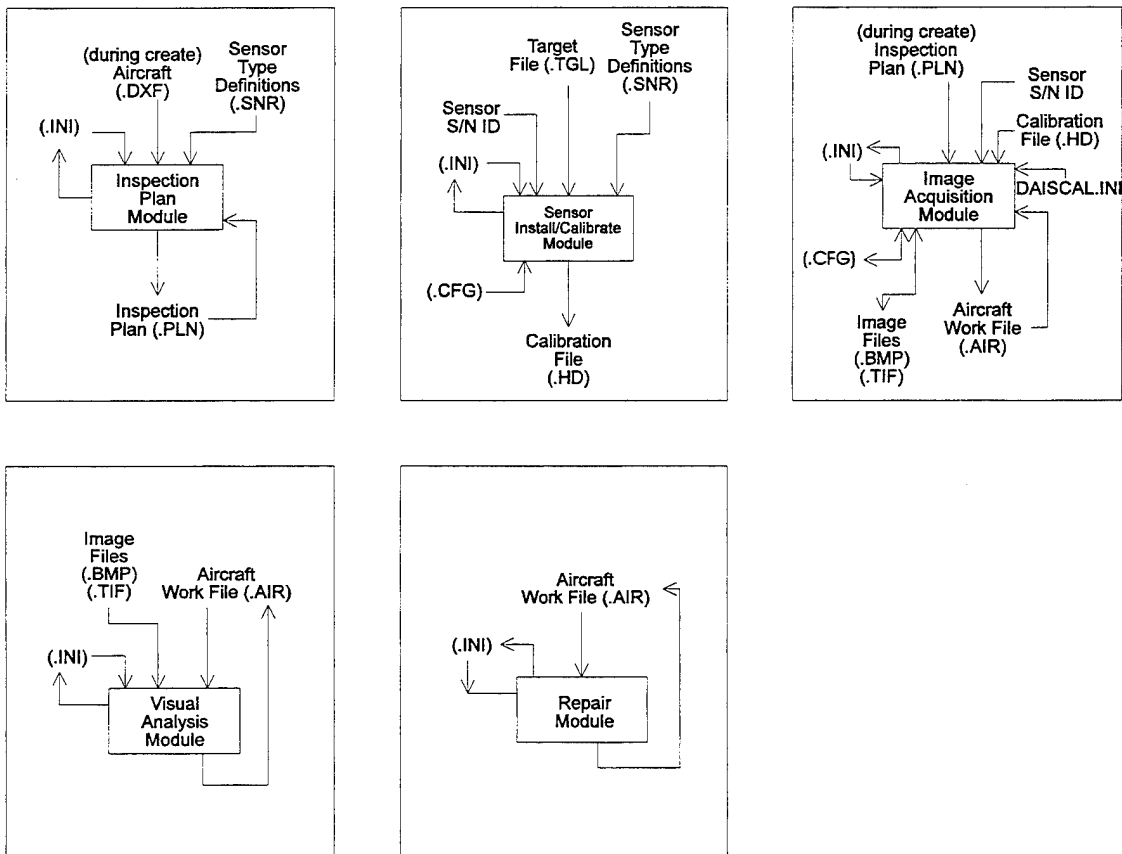 (during create)
Aircraft
(.DXF)
Sensor
Type
Definitions
(.SNR)
(.INI)
Inspection
Plan
Module
Inspection
Plan (.PLN)
Target
File (.TGL)
Sensor
Type
Definitions
(.SNR)
Sensor
S/N ID
(.INI)
Sensor
Install/Calibrate
Module
(.CFG)
Calibration
File
(.HD)
(during create)
Inspection
Plan (.PLN)
Sensor
S/N ID
Calibration
File (.HD)
(.INI)
Image
Acquisition
Module
DAISCAL.INI
(.CFG)
Image
Files
(.BMP)
(.TIF)
Aircraft
Work File
(.AIR)
Image
Files
(.BMP)
(.TIF)
Aircraft
Work File (.AIR)
(.INI)
Visual
Analysis
Module
Aircraft
Work File (.AIR)
(.INI)
Repair
Module